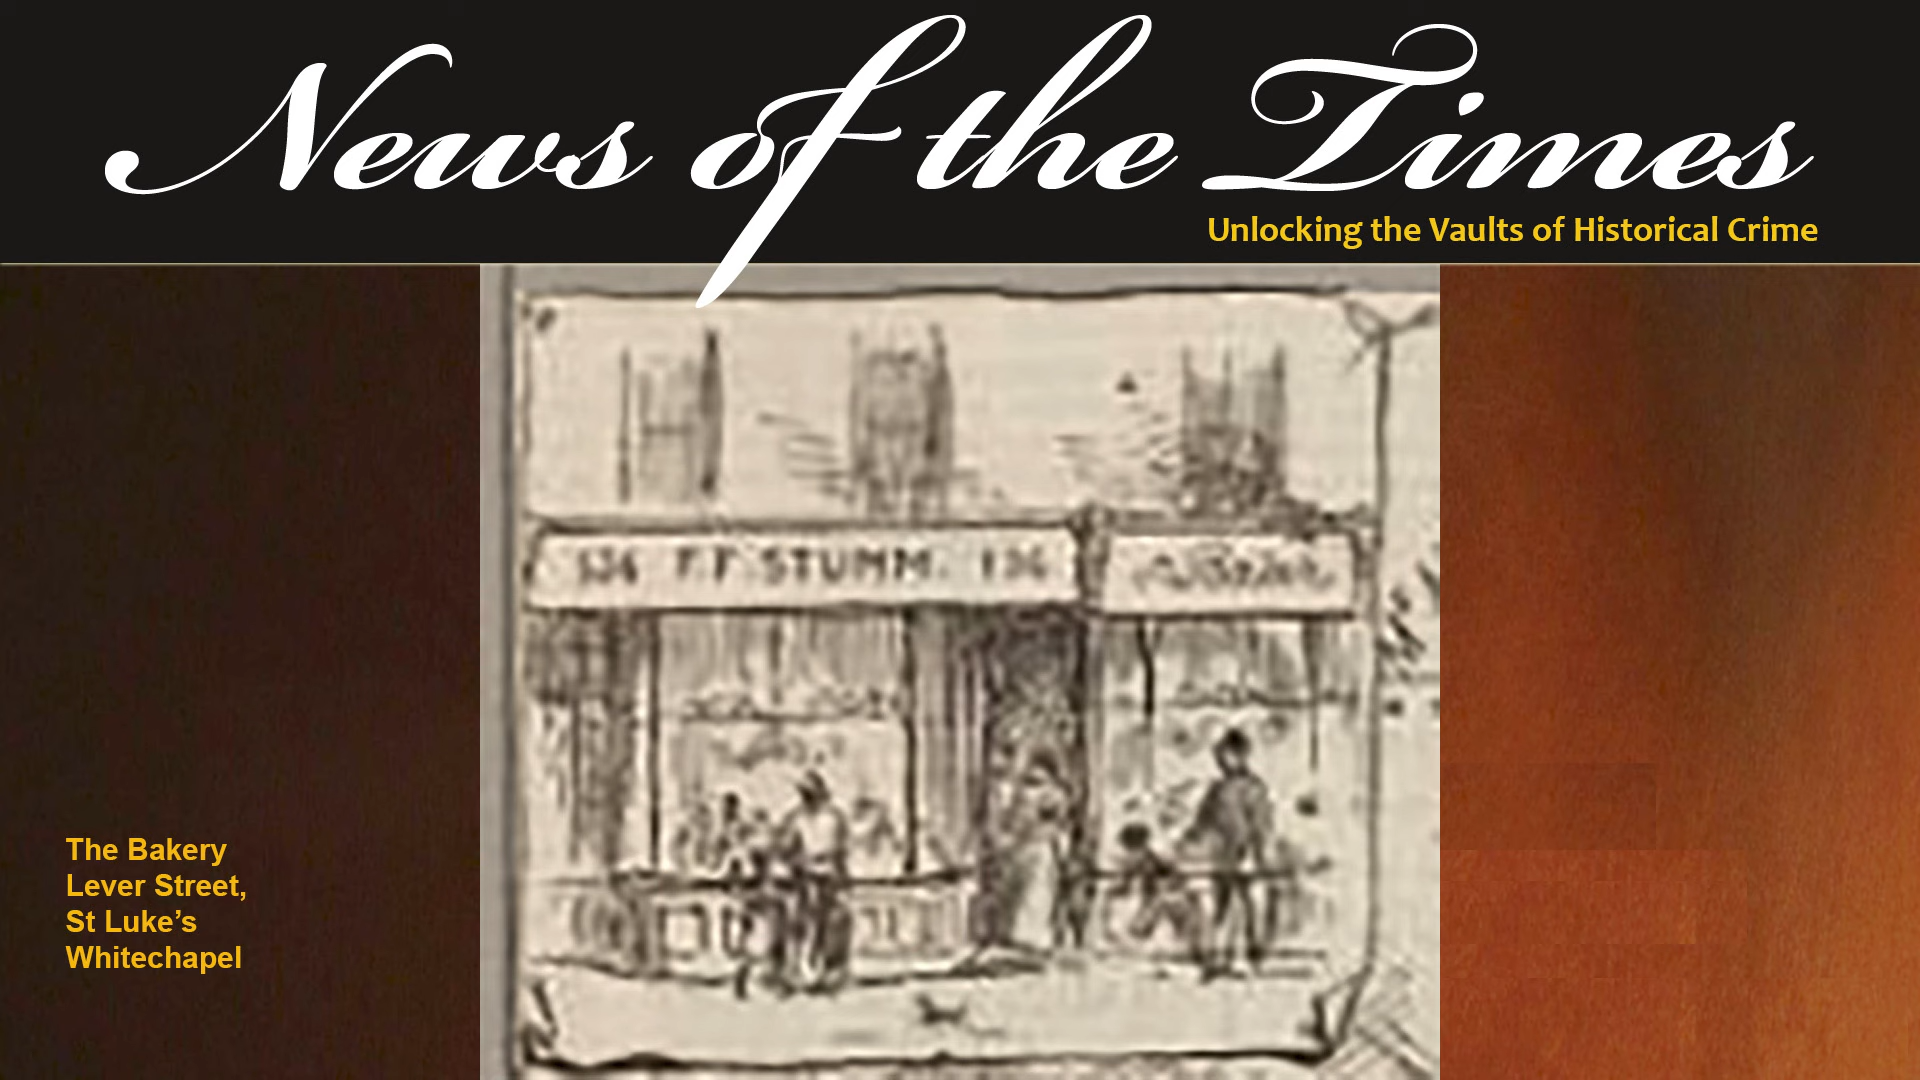 News of the Times
Unlocking the Vaults of Historical Crime
STUMM. 136
The Bakery
Lever Street,
St Luke’s
Whitechapel